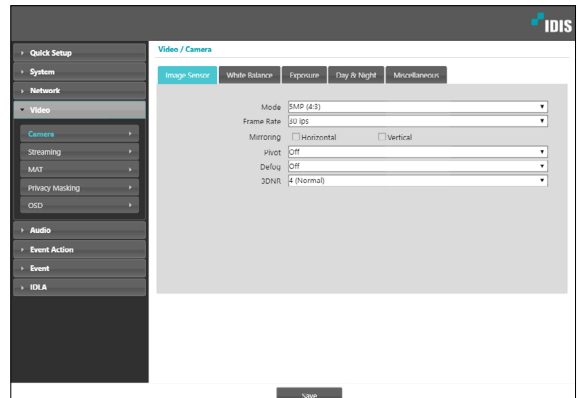 IDIS
Quick Setup
System
Network
Video
Camera
Streaming
MAT
Privacy Masking
OSD
Audio
Event Action
Event
IDLA
Video / Camera
Image Sensor White Balance Exposure Day & Night Miscellaneous
Mode 5MP (4:3)
Frame Rate 30 ips
Mirroring Horizontal Vertical
Pivot Off
Defog Off
3DNR 4 (Normal)
Save